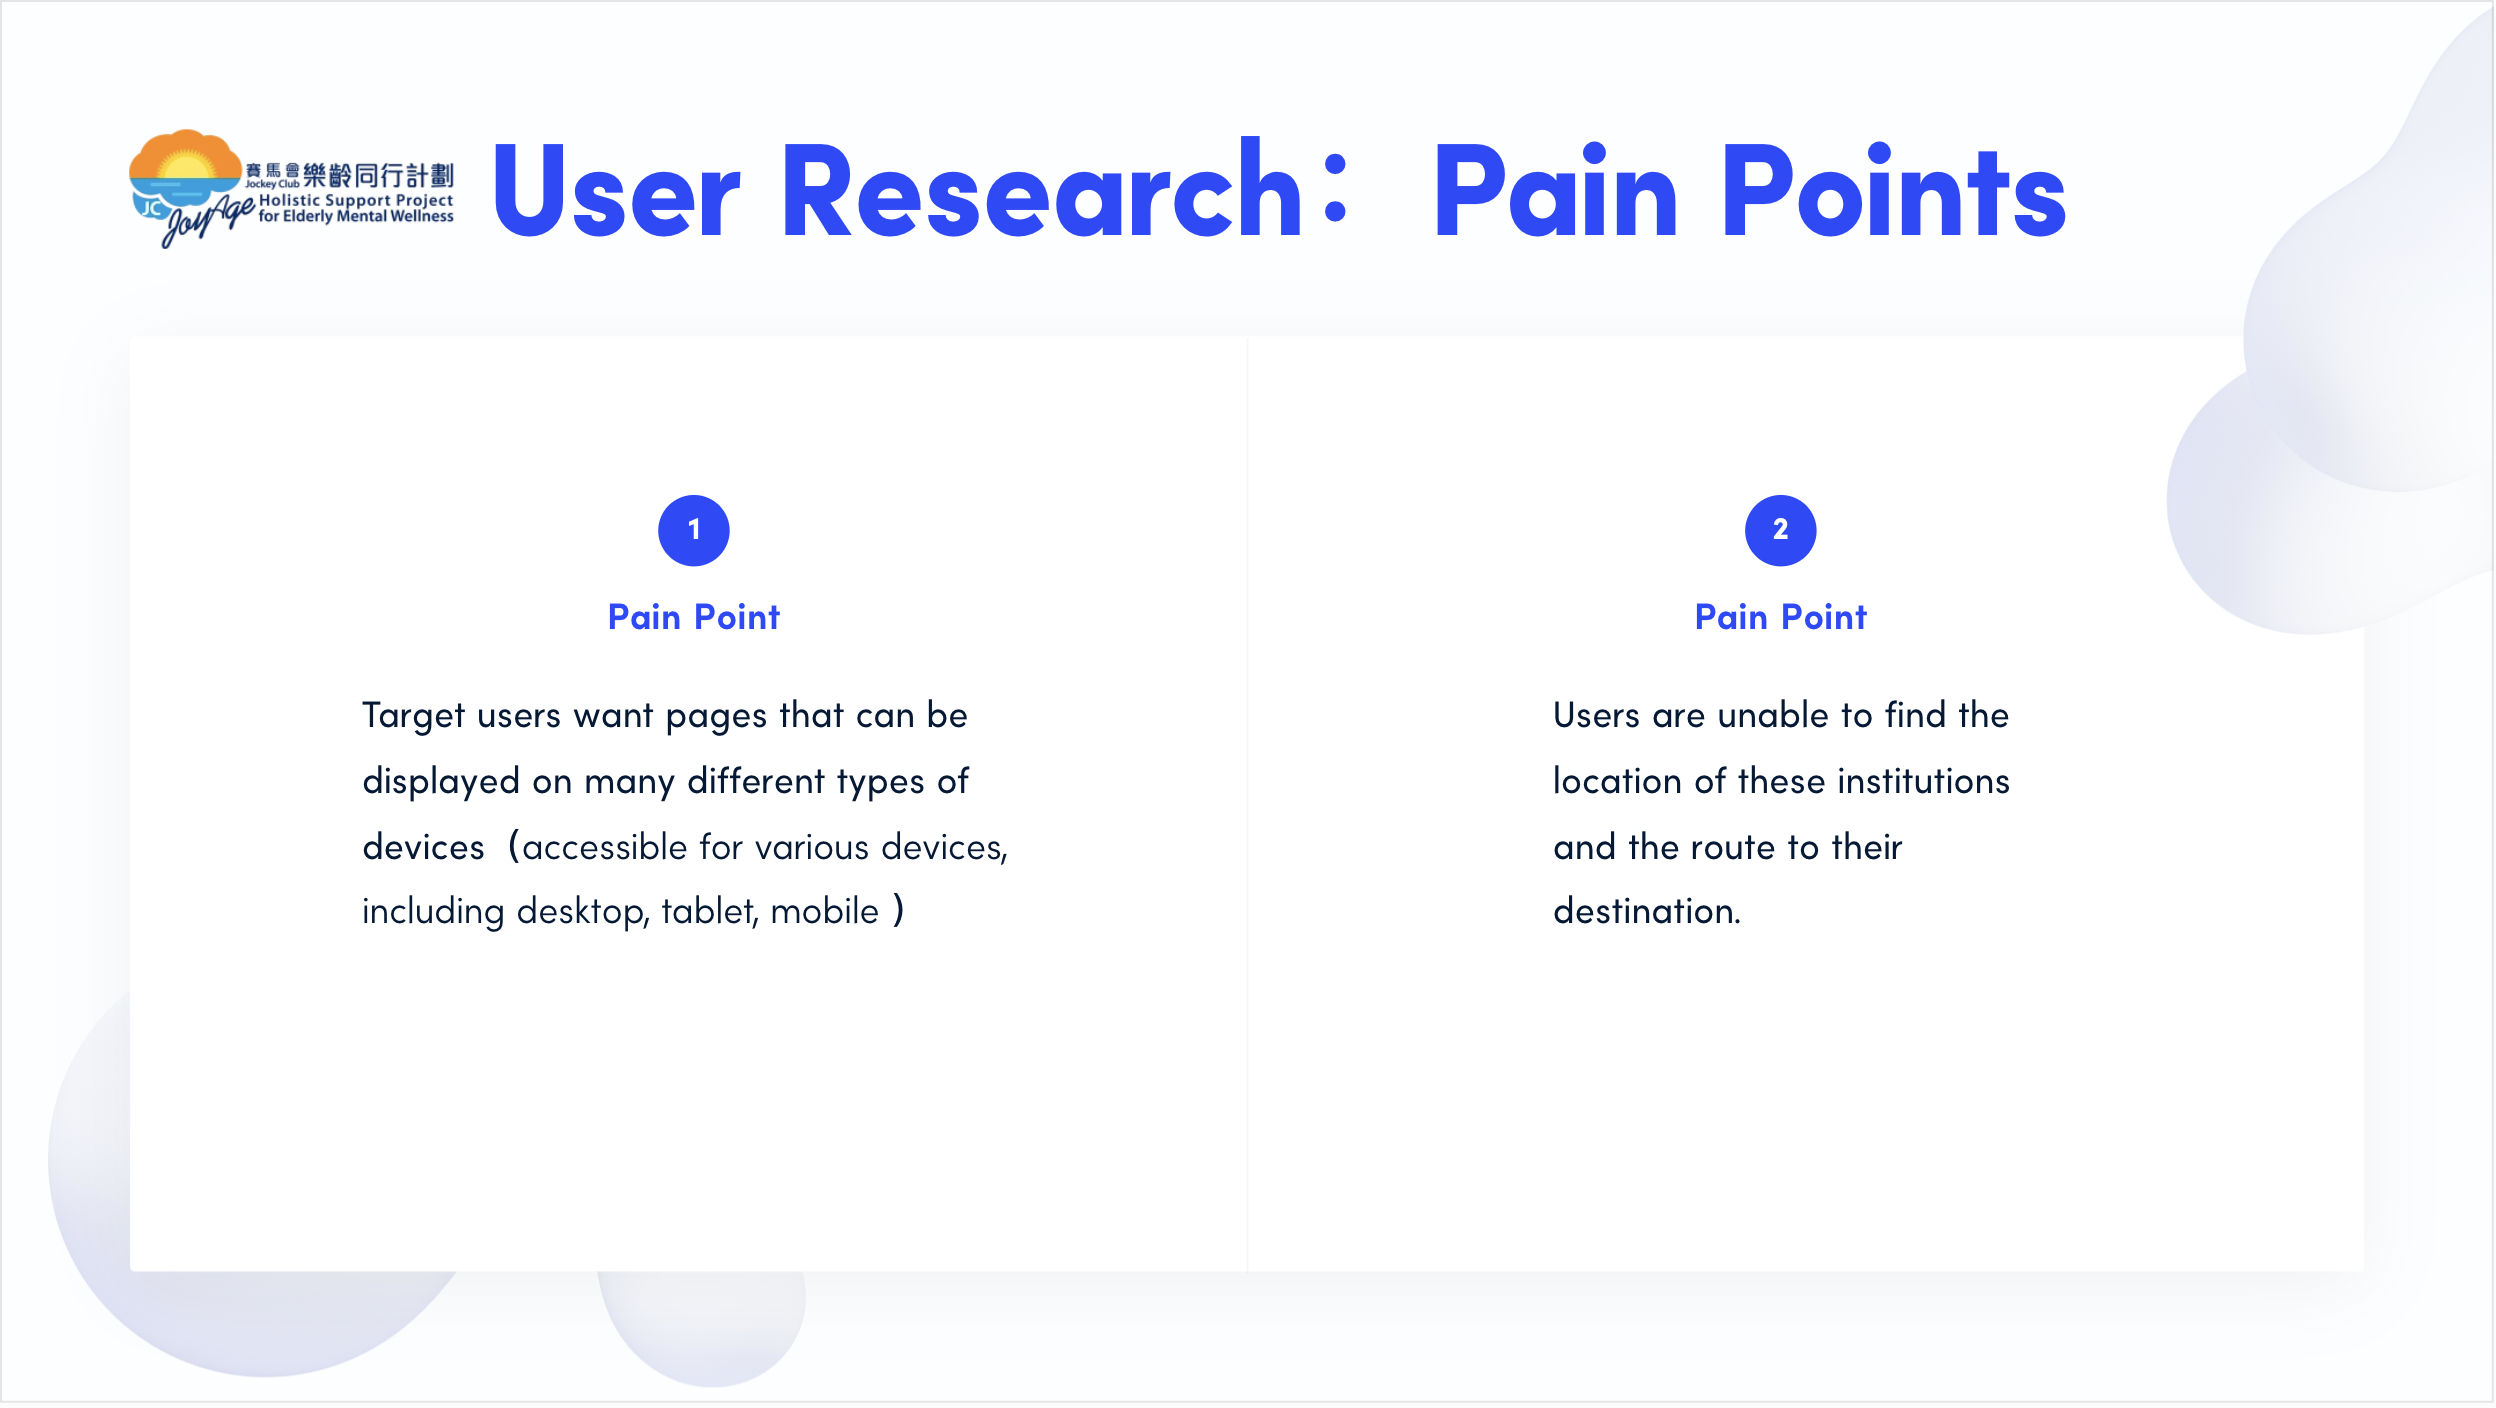 賽馬會樂齡同行計劃
Jockey Club
Holistic Support Project
for Elderly Mental Wellness
JC
JoyAge
User Research： Pain Points
1
Pain Point
Target users want pages that can be
displayed on many different types of
devices（accessible for various devices,
including desktop, tablet, mobile ）
2
Pain Point
Users are unable to find the
location of these institutions
and the route to their
destination.